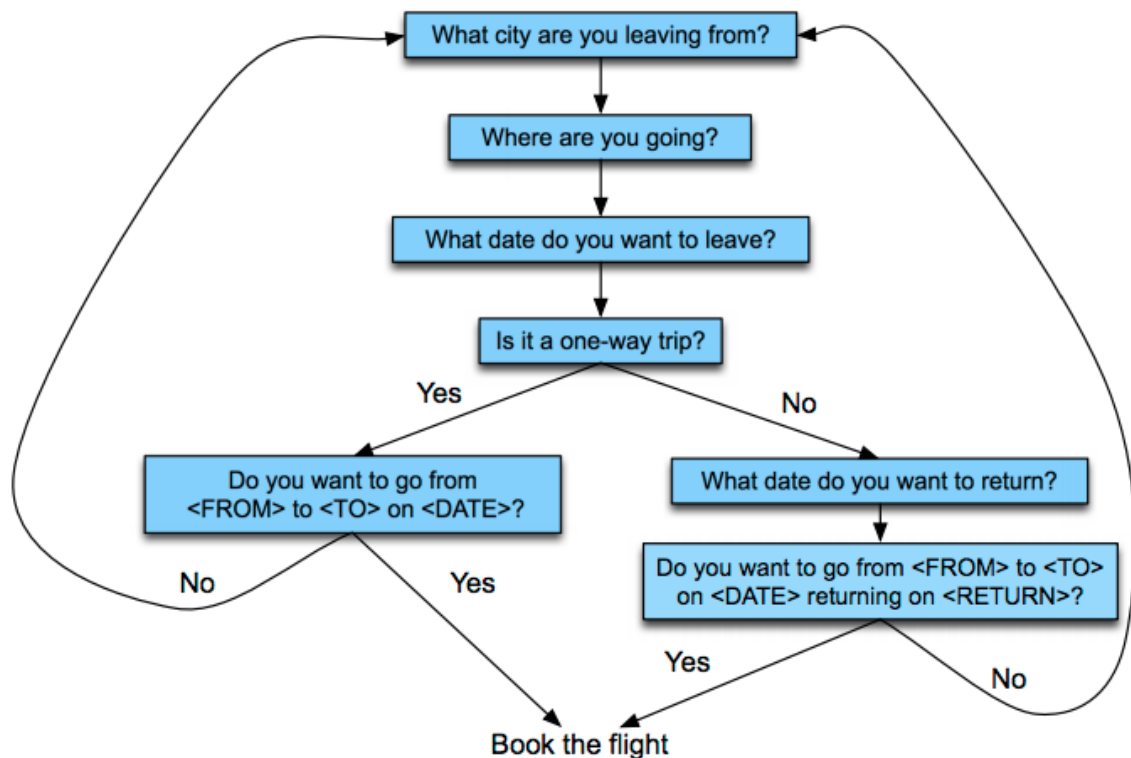 What city are you leaving from?
Where are you going?
What date do you want to leave?
Is it a one-way trip?
Yes
No
Do you want to go from
<FROM> to <TO> on <DATE>?
What date do you want to return?
No
Yes
Do you want to go from <FROM> to <TO>
on <DATE> returning on <RETURN>?
Yes
No
Book the flight